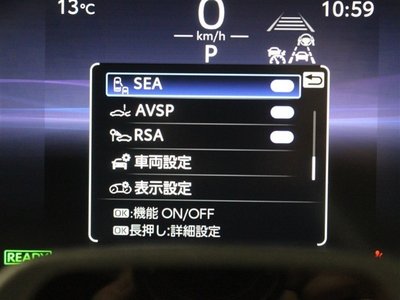 13℃
0
10:59
km/h
P
SEA
AVSP
RSA
車両設定
表示設定
OK:機能 ON/OFF
OK長押し:詳細設定
READY